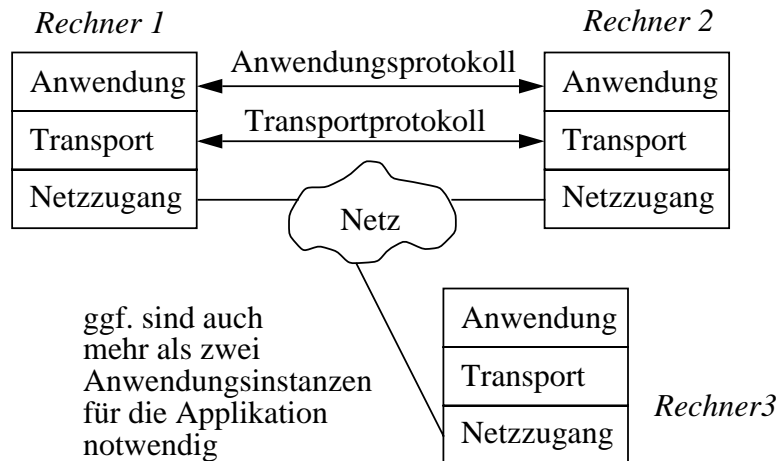 Rechner 1
Rechner 2
Anwendung
Anwendungsprotokoll
Anwendung
Transport
Transportprotokoll
Transport
Netzzugang
Netz
Netzzugang
ggf. sind auch
mehr als zwei
Anwendungsinstanzen
für die Applikation
notwendig
Anwendung
Transport
Netzzugang
Rechner3